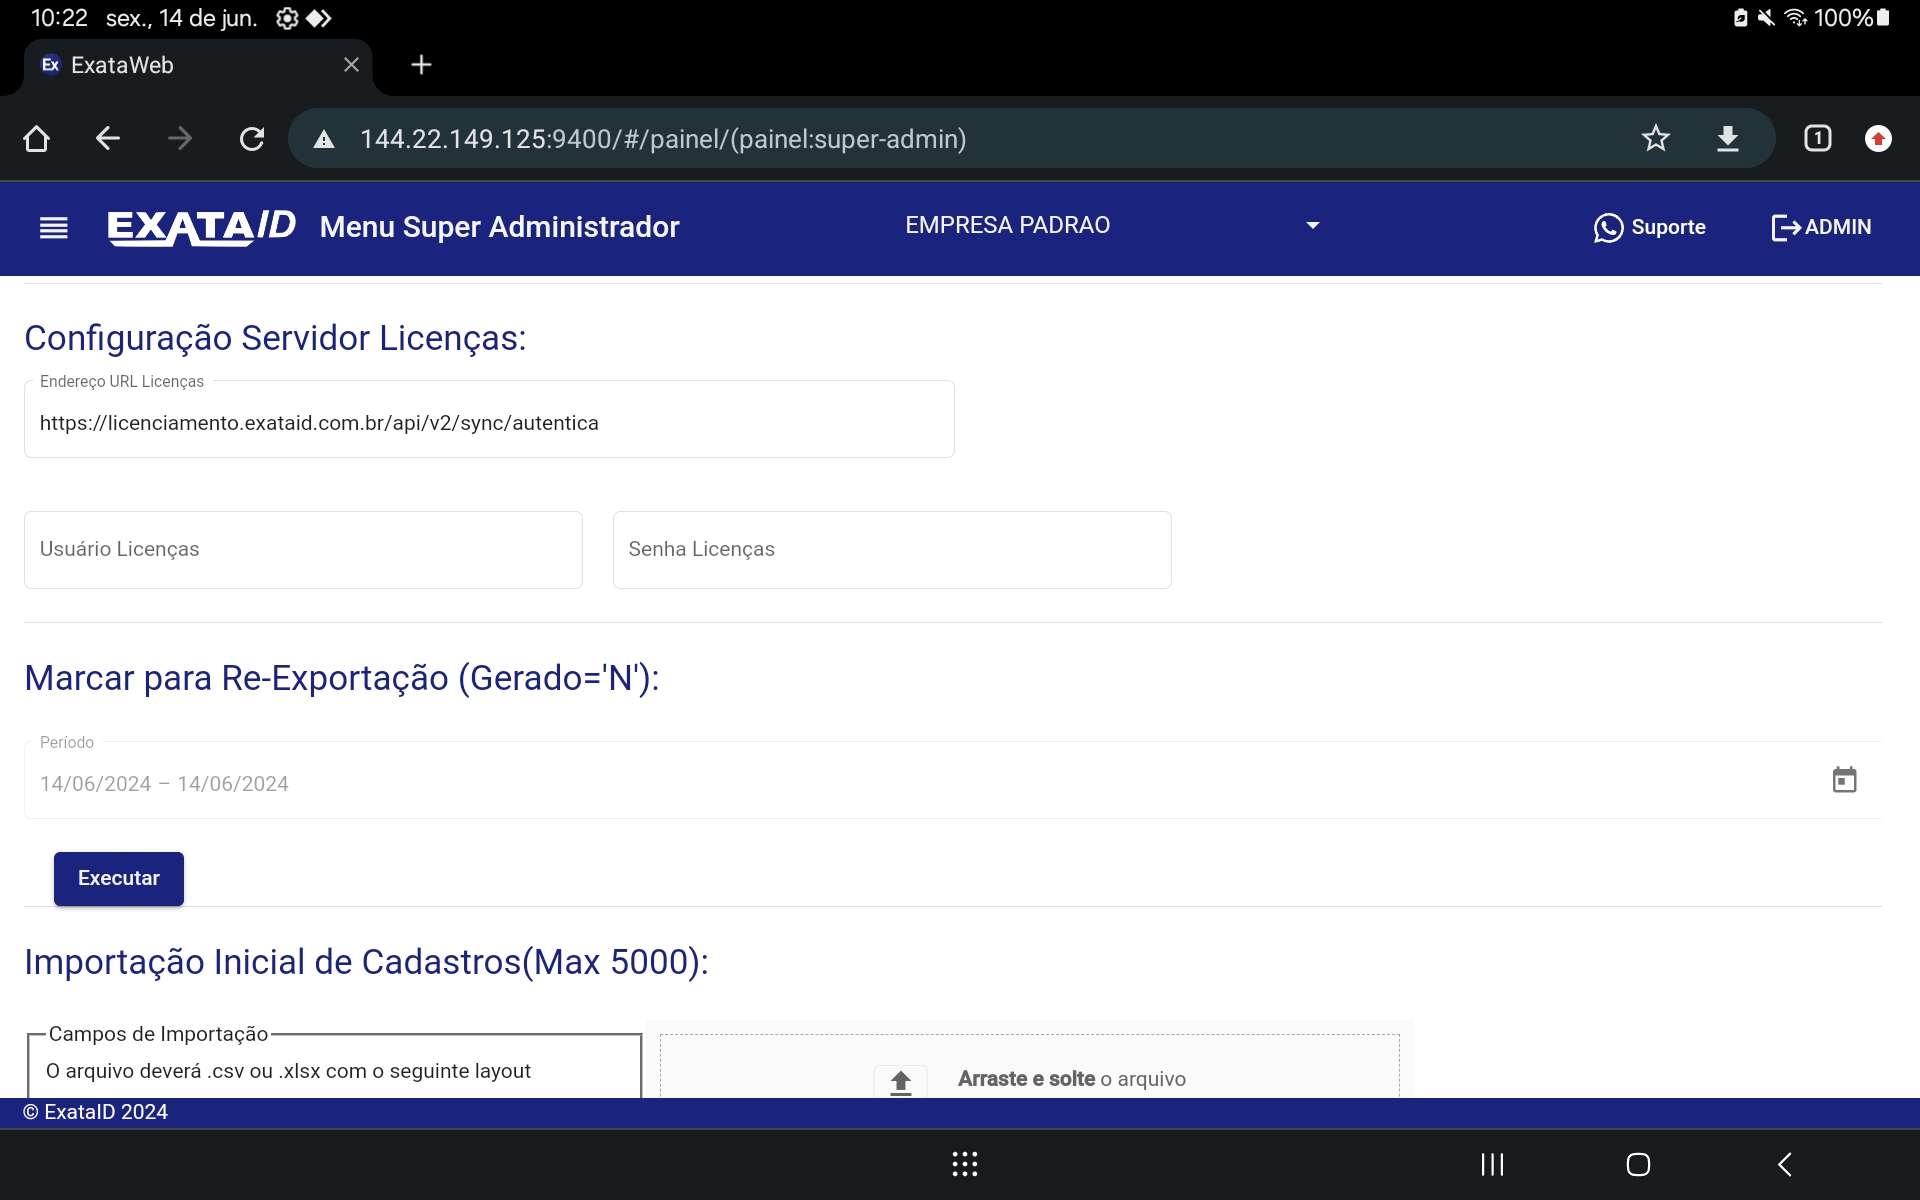 10:22 sex., 14 de jun. 100%
Ex ExataWeb
144.22.149.125:9400/#/painel/(painel:super-admin) 1
EXATA/D Menu Super Administrador EMPRESA PADRAO Suporte ADMIN
Configuração Servidor Licenças:
Endereço URL Licenças
https://licenciamento.exataid.com.br/api/v2/sync/autentica
Usuário Licenças Senha Licenças
Marcar para Re-Exportação (Gerado='N'):
Período
14/06/2024 – 14/06/2024
Executar
Importação Inicial de Cadastros(Max 5000):
Campos de Importação
O arquivo deverá .csv ou .xlsx com o seguinte layout
Arraste e solte o arquivo
© ExataID 2024